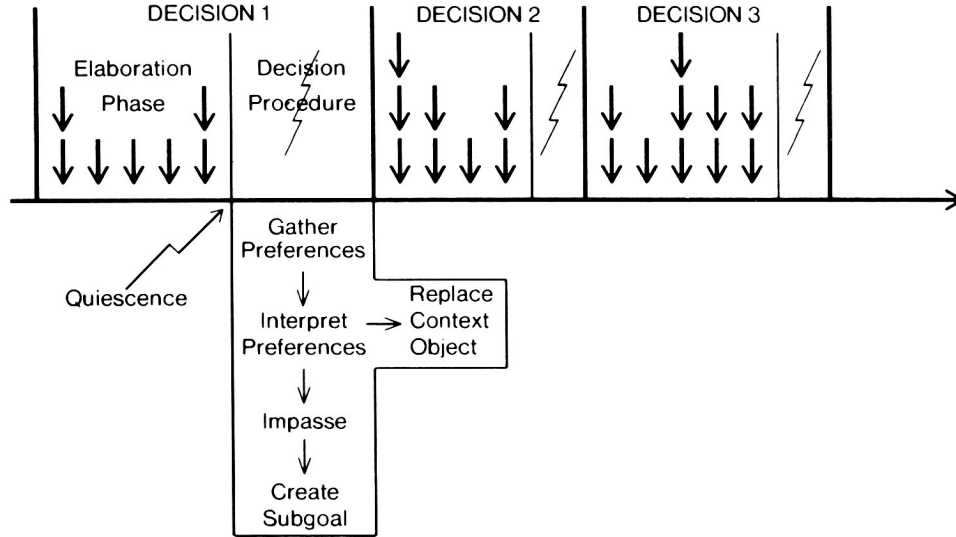 DECISION 1
DECISION 2
DECISION 3
Elaboration
Phase
Decision
Procedure
Quiescence
Gather
Preferences
Interpret
Preferences
Replace
Context
Object
Impasse
Create
Subgoal